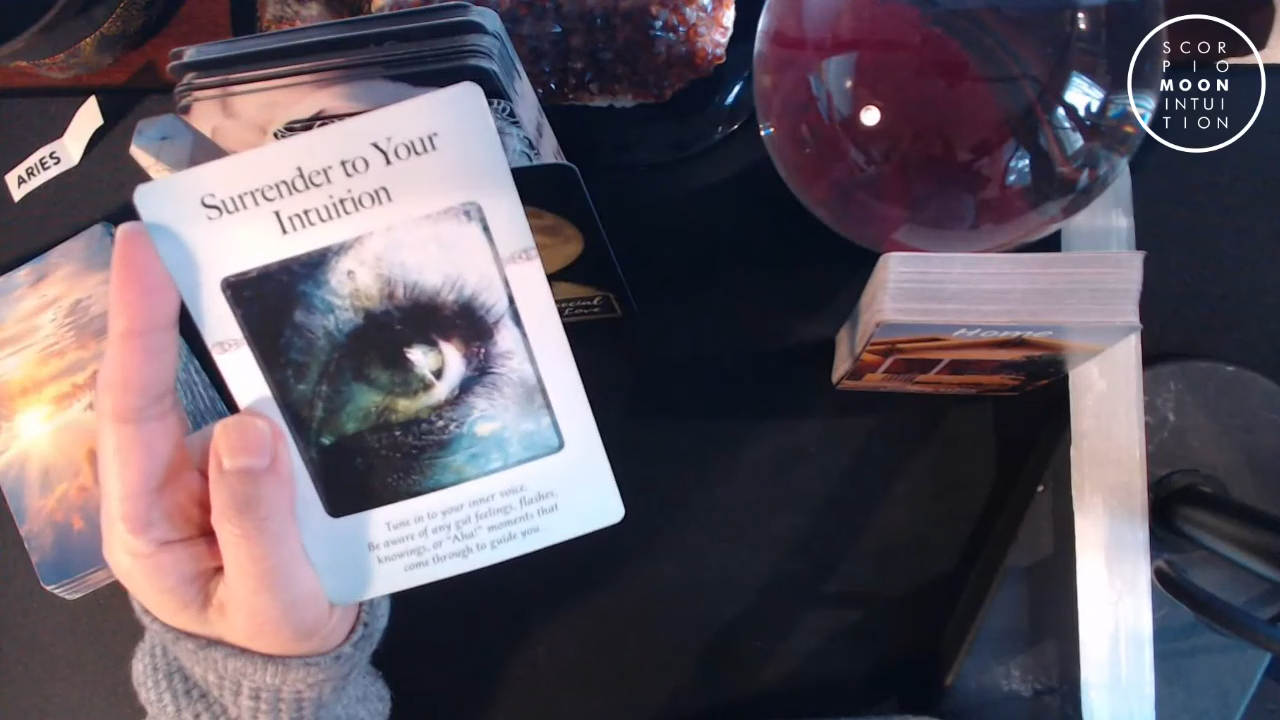 SCOR
PIO
MOON
INTUI
TION
ARIES
Surrender to Your
Intuition
Love
Home
Tune in to your inner voice.
Be aware of any gut feelings, flashes,
knowings, or "Aha!" moments that
come through to guide you.